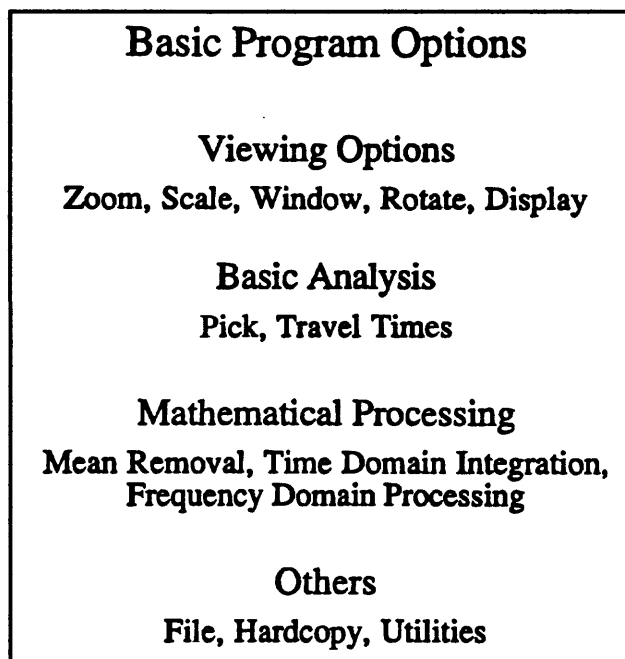 Basic Program Options
Viewing Options
Zoom, Scale, Window, Rotate, Display
Basic Analysis
Pick, Travel Times
Mathematical Processing
Mean Removal, Time Domain Integration,
Frequency Domain Processing
Others
File, Hardcopy, Utilities